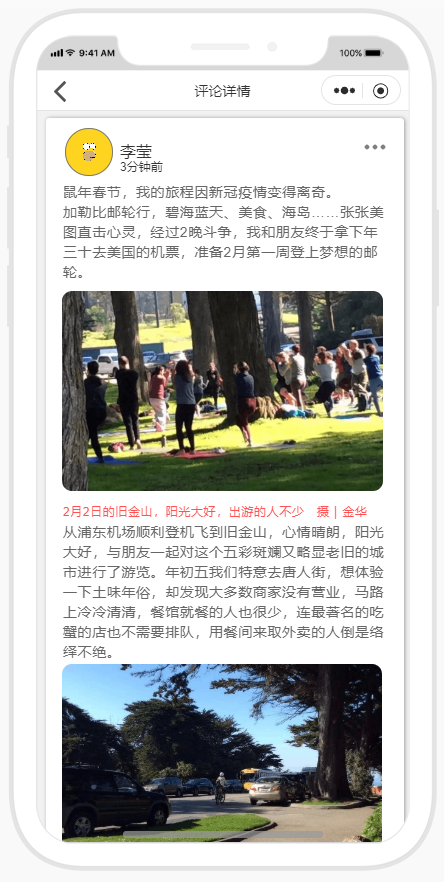 9:41 AM
100%
评论详情
李莹
3分钟前
鼠年春节，我的旅程因新冠疫情变得离奇。
加勒比邮轮行，碧海蓝天、美食、海岛……张张美
图直击心灵，经过2晚斗争，我和朋友终于拿下年
三十去美国的机票，准备2月第一周登上梦想的邮
轮。
2月2日的旧金山，阳光大好，出游的人不少　摄 | 金华
从浦东机场顺利登机飞到旧金山，心情晴朗，阳光
大好，与朋友一起对这个五彩斑斓又略显老旧的城
市进行了游览。年初五我们特意去唐人街，想体验
一下土味年俗，却发现大多数商家没有营业，马路
上冷冷清清，餐馆就餐的人也很少，连最著名的吃
蟹的店也不需要排队，用餐间来取外卖的人倒是络
绎不绝。